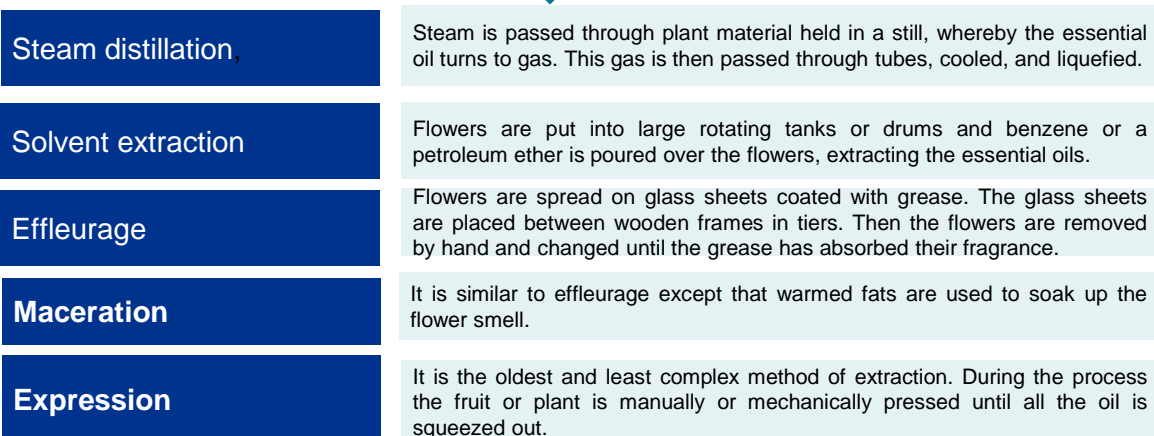 Steam distillation,
Steam is passed through plant material held in a still, whereby the essential
oil turns to gas. This gas is then passed through tubes, cooled, and liquefied.
Solvent extraction
Flowers are put into large rotating tanks or drums and benzene or a
petroleum ether is poured over the flowers, extracting the essential oils.
Effleurage
Flowers are spread on glass sheets coated with grease. The glass sheets
are placed between wooden frames in tiers. Then the flowers are removed
by hand and changed until the grease has absorbed their fragrance.
Maceration
It is similar to effleurage except that warmed fats are used to soak up the
flower smell.
Expression
It is the oldest and least complex method of extraction. During the process
the fruit or plant is manually or mechanically pressed until all the oil is
squeezed out.